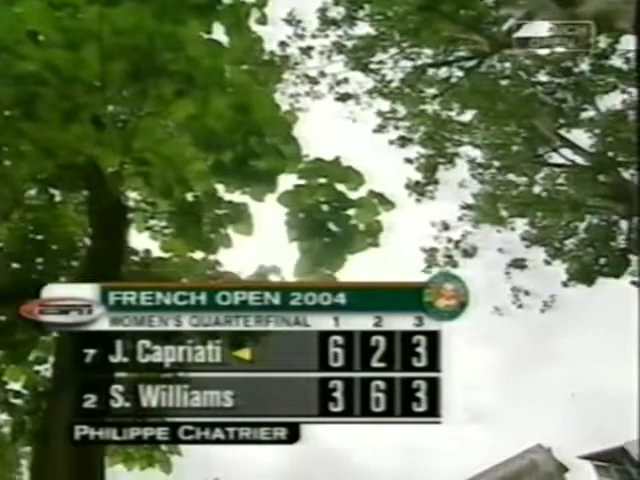 ESPN
FRENCH OPEN 2004
WOMEN'S QUARTERFINAL 1 2 3
7 J. Capriati 6 2 3
2 S. Williams 3 6 3
PHILIPPE CHATRIER